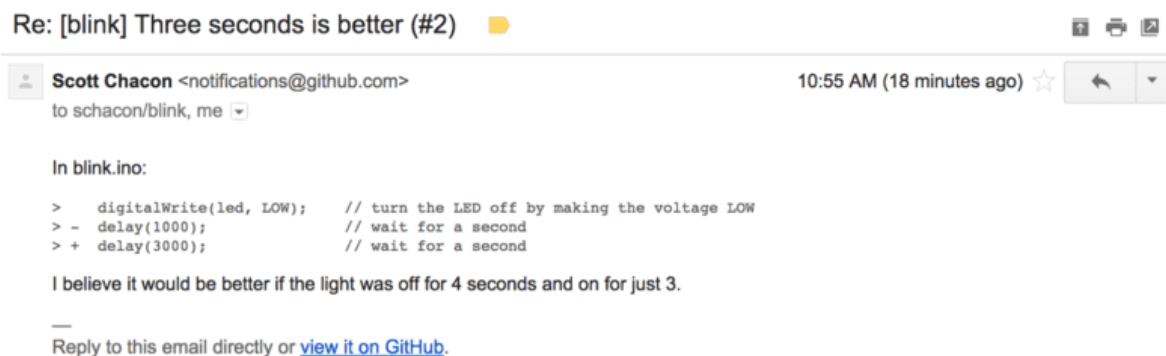 Re: [blink] Three seconds is better (#2)
Scott Chacon <notifications@github.com>
10:55 AM (18 minutes ago)
to schacon/blink, me
In blink.ino:
>    digitalWrite(led, LOW);    // turn the LED off by making the voltage LOW
> -  delay(1000);               // wait for a second
> +  delay(3000);               // wait for a second
I believe it would be better if the light was off for 4 seconds and on for just 3.
—
Reply to this email directly or view it on GitHub.